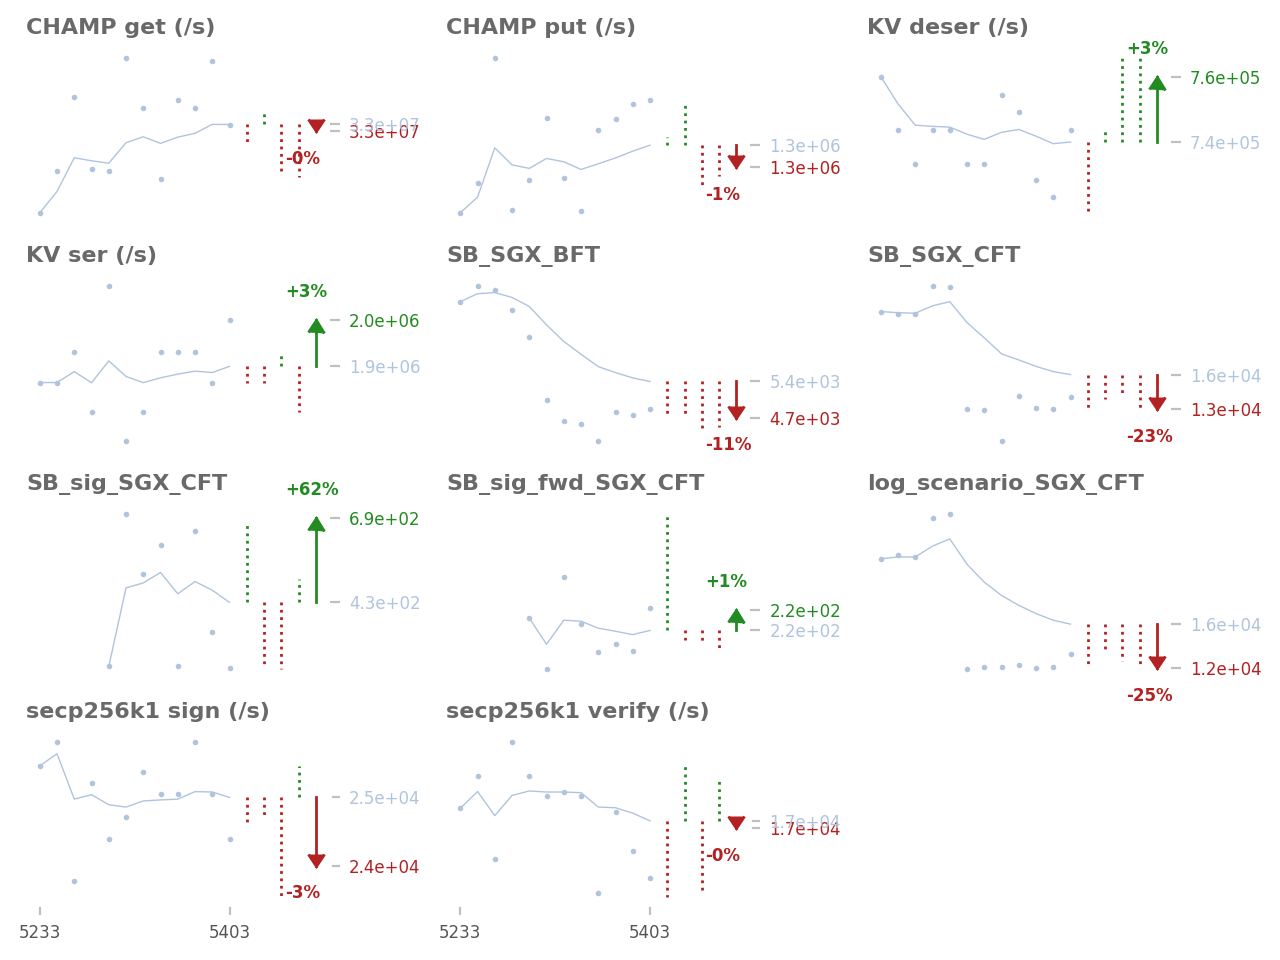 CHAMP get (/s)
3.3e+07
3.3e+07
-0%
CHAMP put (/s)
1.3e+06
1.3e+06
-1%
KV deser (/s)
+3%
7.6e+05
7.4e+05
KV ser (/s)
+3%
2.0e+06
1.9e+06
SB_SGX_BFT
5.4e+03
4.7e+03
-11%
SB_SGX_CFT
1.6e+04
1.3e+04
-23%
SB_sig_SGX_CFT
+62%
6.9e+02
4.3e+02
SB_sig_fwd_SGX_CFT
+1%
2.2e+02
2.2e+02
log_scenario_SGX_CFT
1.6e+04
1.2e+04
-25%
secp256k1 sign (/s)
2.5e+04
2.4e+04
-3%
5233
5403
secp256k1 verify (/s)
1.7e+04
1.7e+04
-0%
5233
5403